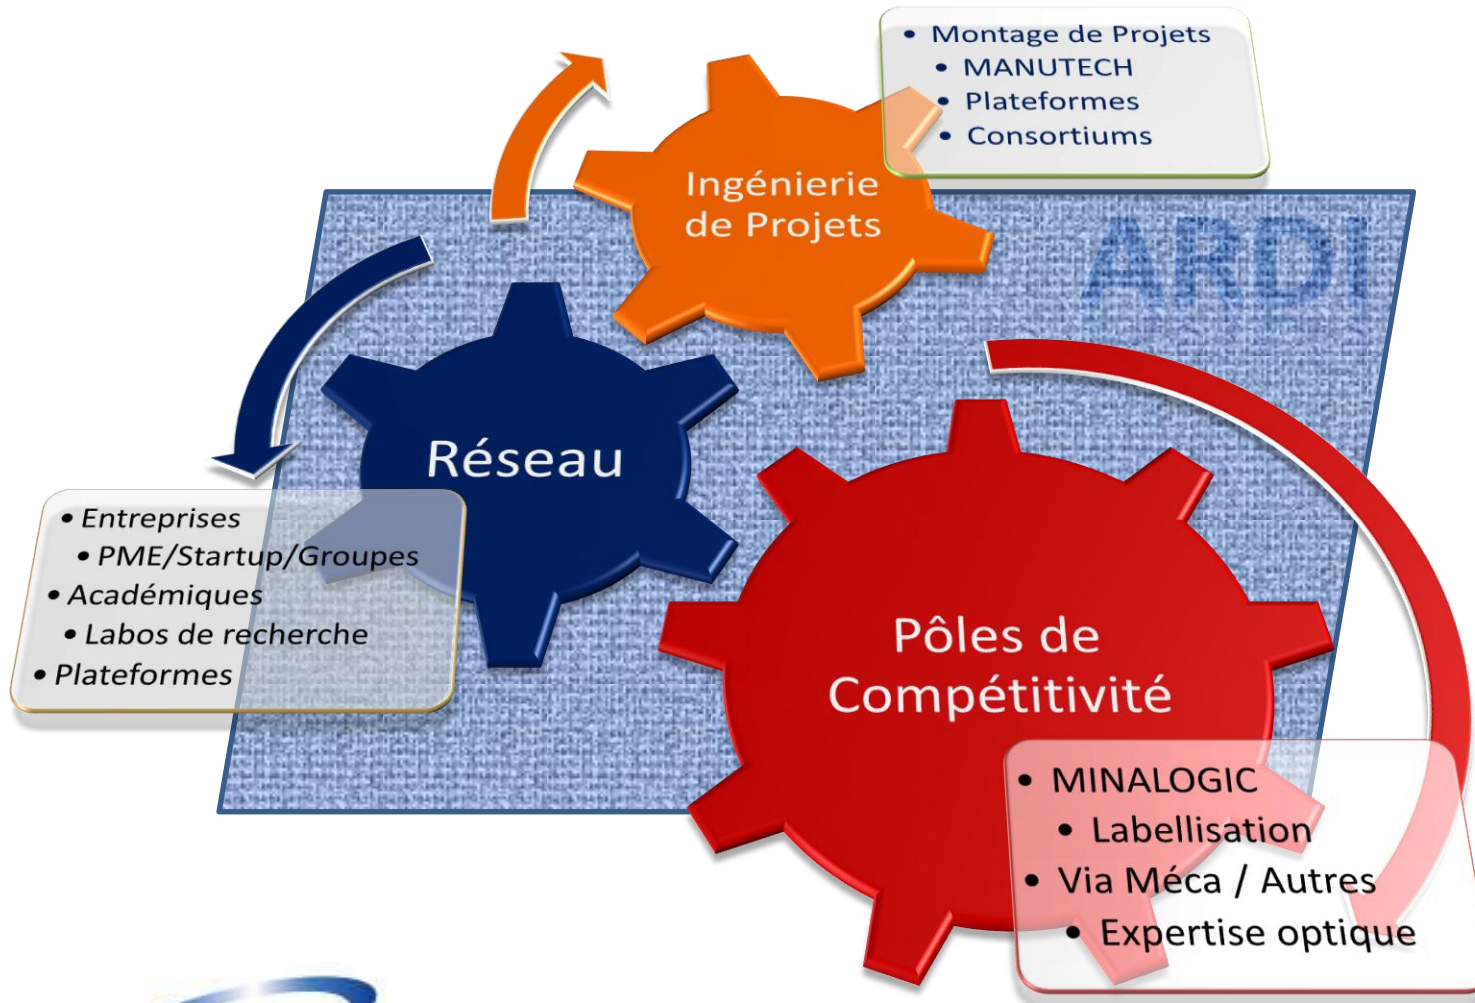 • Montage de Projets
• MANUTECH
• Plateformes
• Consortiums
Ingénierie
de Projets
ARDI
Réseau
• Entreprises
• PME/Startup/Groupes
• Académiques
• Labos de recherche
• Plateformes
Pôles de
Compétitivité
• MINALOGIC
• Labellisation
• Via Méca / Autres
• Expertise optique